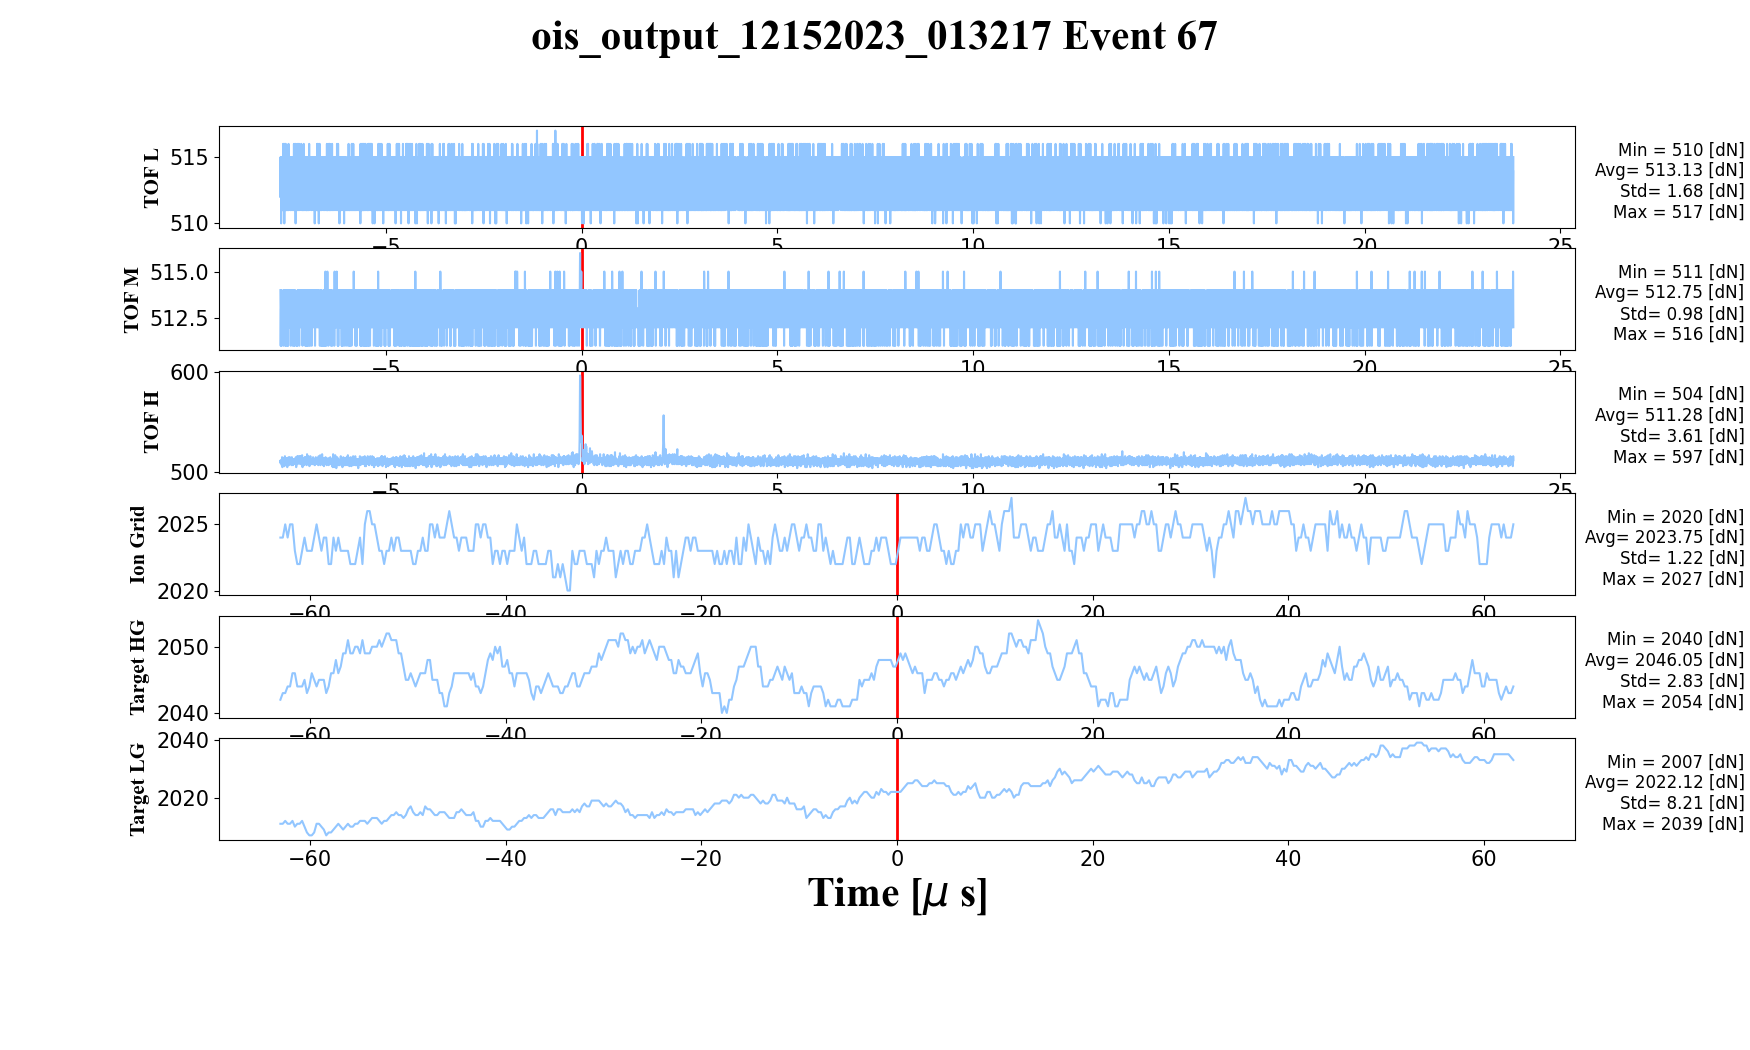 ois_output_12152023_013217 Event 67
TOF L
515
510
−5 0 5 10 15 20 25
Min = 510 [dN]
Avg= 513.13 [dN]
Std= 1.68 [dN]
Max = 517 [dN]
TOF M
515.0
512.5
−5 0 5 10 15 20 25
Min = 511 [dN]
Avg= 512.75 [dN]
Std= 0.98 [dN]
Max = 516 [dN]
TOF H
600
500
−5 0 5 10 15 20 25
Min = 504 [dN]
Avg= 511.28 [dN]
Std= 3.61 [dN]
Max = 597 [dN]
Ion Grid
2025
2020
−60 −40 −20 0 20 40 60
Min = 2020 [dN]
Avg= 2023.75 [dN]
Std= 1.22 [dN]
Max = 2027 [dN]
Target HG
2050
2040
−60 −40 −20 0 20 40 60
Min = 2040 [dN]
Avg= 2046.05 [dN]
Std= 2.83 [dN]
Max = 2054 [dN]
Target LG
2040
2020
−60 −40 −20 0 20 40 60
Min = 2007 [dN]
Avg= 2022.12 [dN]
Std= 8.21 [dN]
Max = 2039 [dN]
Time [μ s]